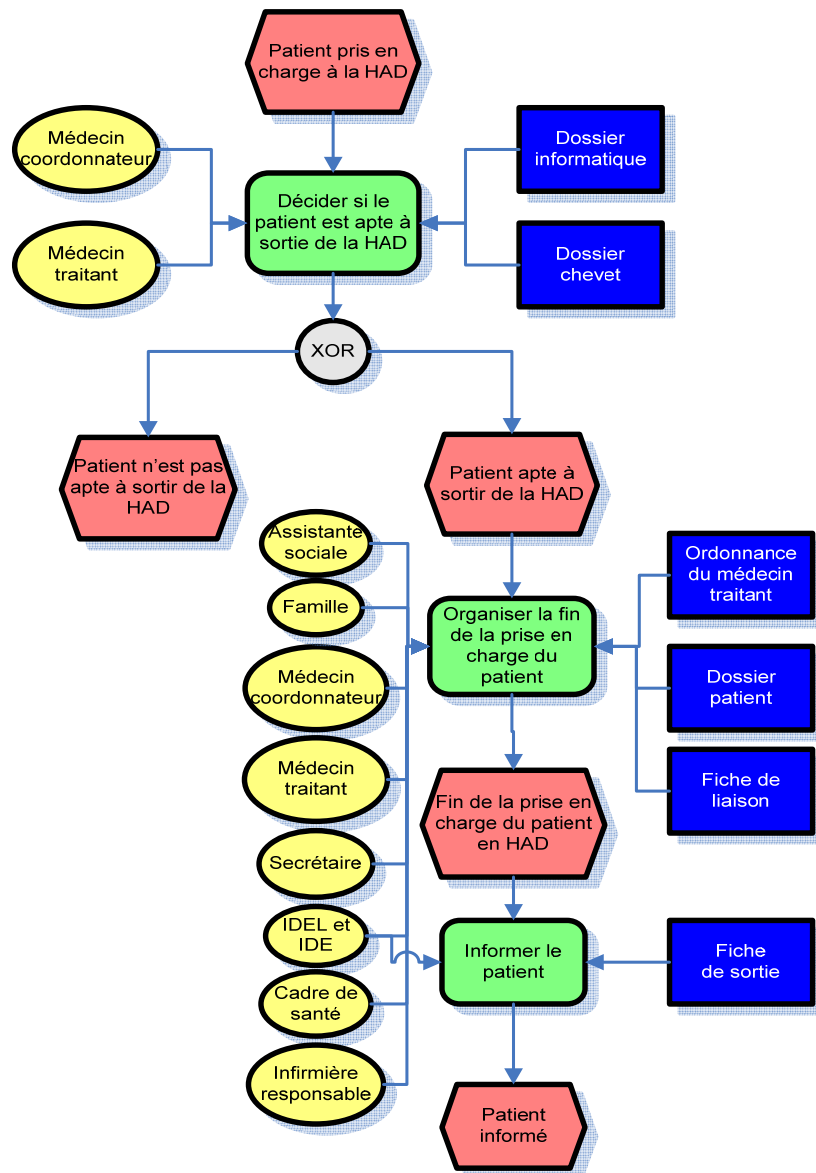 Patient pris en
charge à la HAD
Médecin
coordonnateur
Dossier
informatique
Décider si le
patient est apte à
sortie de la HAD
Médecin
traitant
Dossier
chevet
XOR
Patient n'est pas
apte à sortir de la
HAD
Patient apte à
sortir de la HAD
Assistante
sociale
Ordonnance
du médecin
traitant
Famille
Organiser la fin
de la prise en
charge du
patient
Médecin
coordonnateur
Dossier
patient
Médecin
traitant
Fiche de
liaison
Fin de la prise en
charge du patient
en HAD
Secrétaire
IDEL et
IDE
Informer le
patient
Fiche
de sortie
Cadre de
santé
Infirmière
responsable
Patient
informé